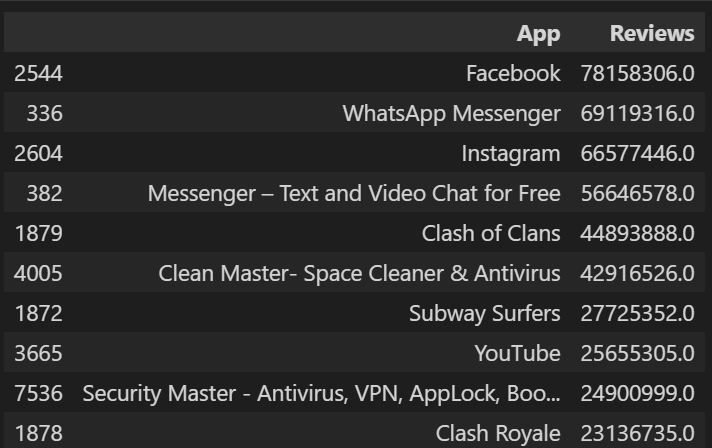 App Reviews
2544 Facebook 78158306.0
336 WhatsApp Messenger 69119316.0
2604 Instagram 66577446.0
382 Messenger – Text and Video Chat for Free 56646578.0
1879 Clash of Clans 44893888.0
4005 Clean Master- Space Cleaner & Antivirus 42916526.0
1872 Subway Surfers 27725352.0
3665 YouTube 25655305.0
7536 Security Master - Antivirus, VPN, AppLock, Boo... 24900999.0
1878 Clash Royale 23136735.0